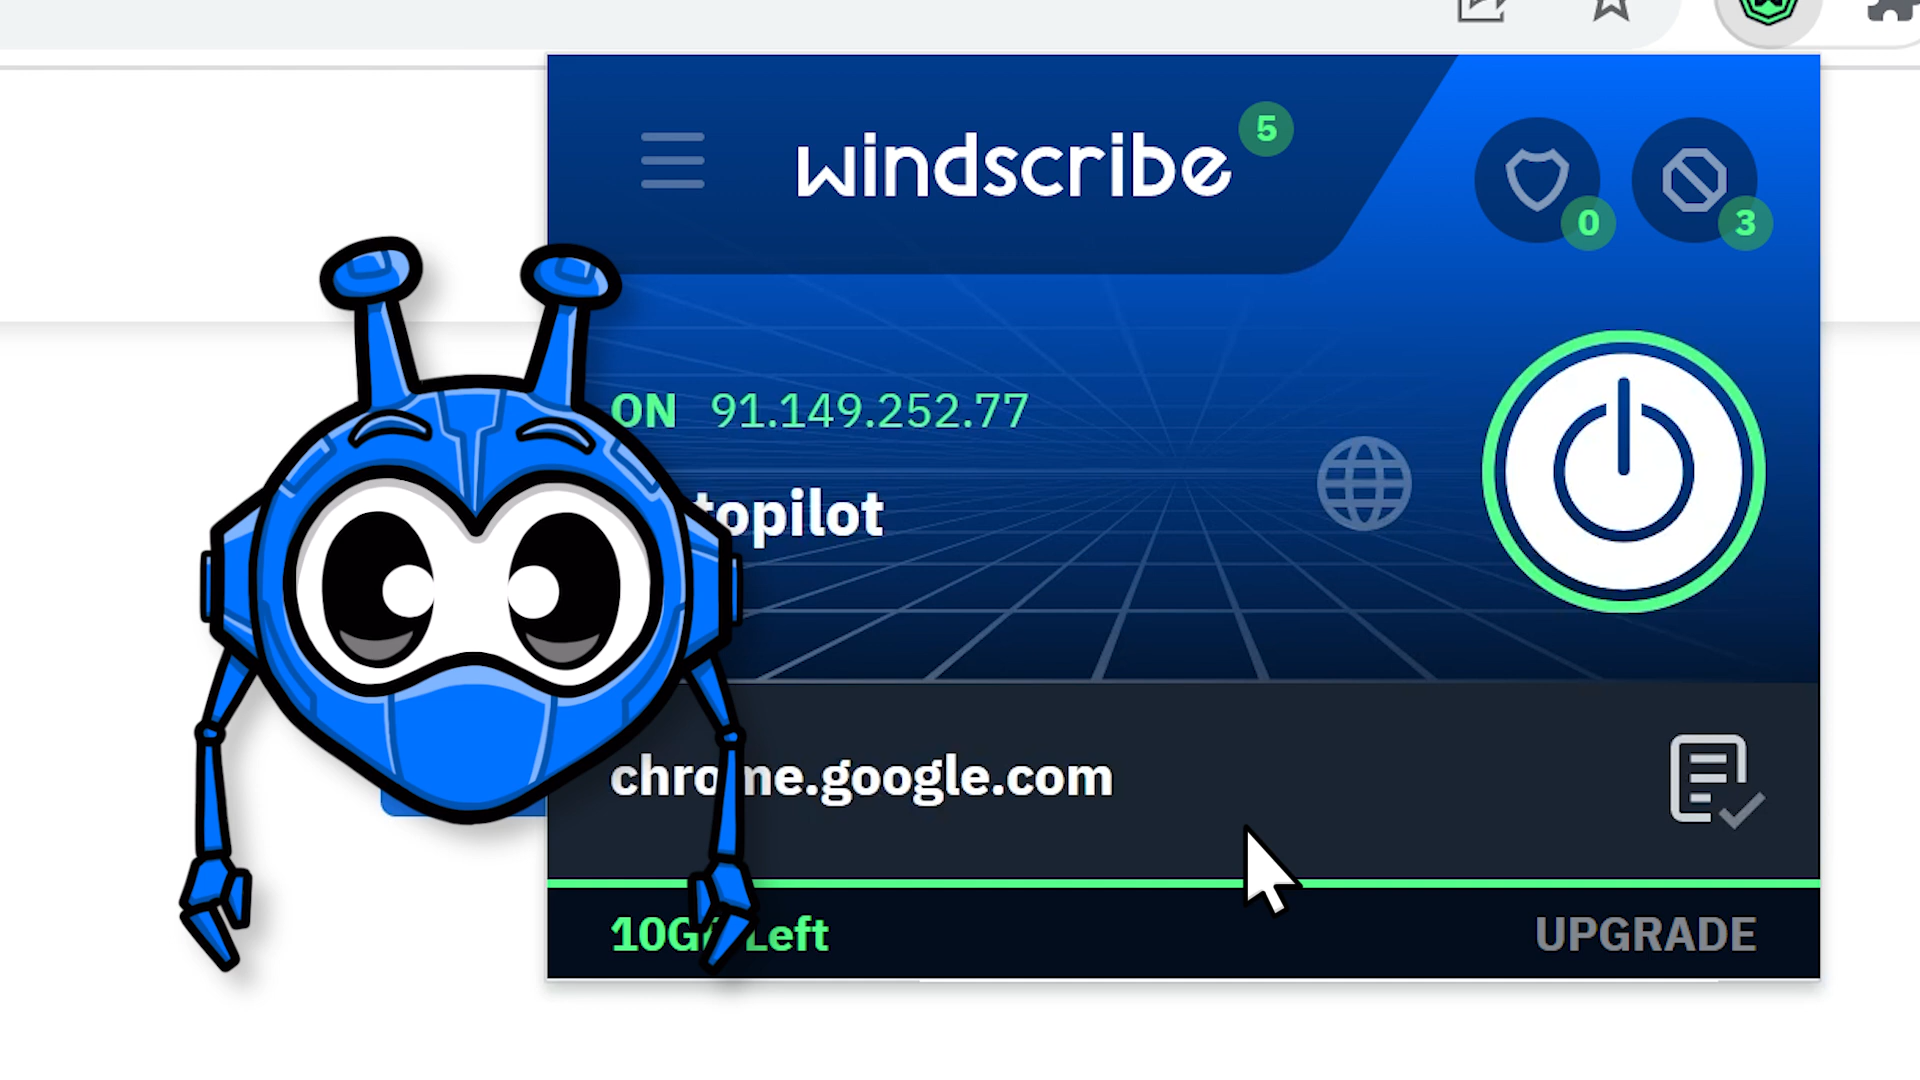 windscribe 5
0 3
ON 91.149.252.77
topilot
chrome.google.com
10G Left
UPGRADE